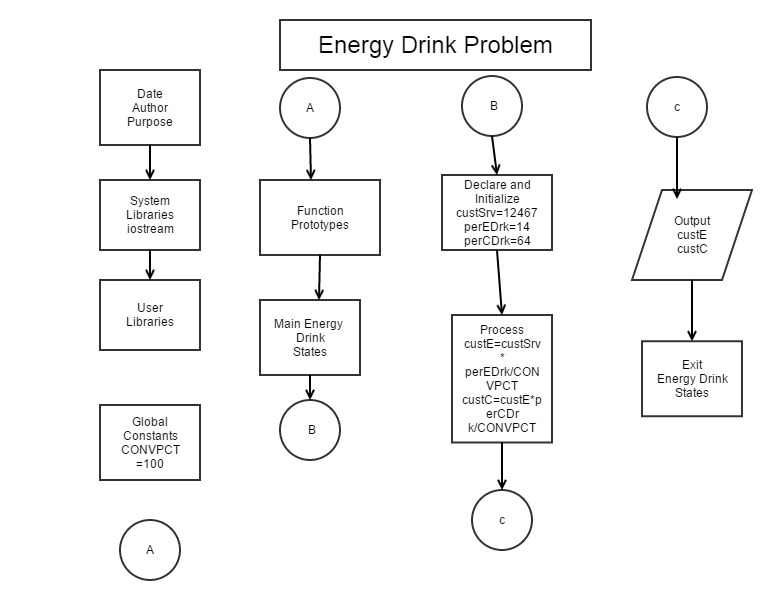 Energy Drink Problem
Date
Author
Purpose
System
Libraries
iostream
User
Libraries
Global
Constants
CONVPCT
=100
A
A
Function
Prototypes
Main Energy
Drink
States
B
B
Declare and
Initialize
custSrv=12467
perEDrk=14
perCDrk=64
Process
custE=custSrv
*
perEDrk/CON
VPCT
custC=custE*p
erCDr
k/CONVPCT
c
c
Output
custE
custC
Exit
Energy Drink
States